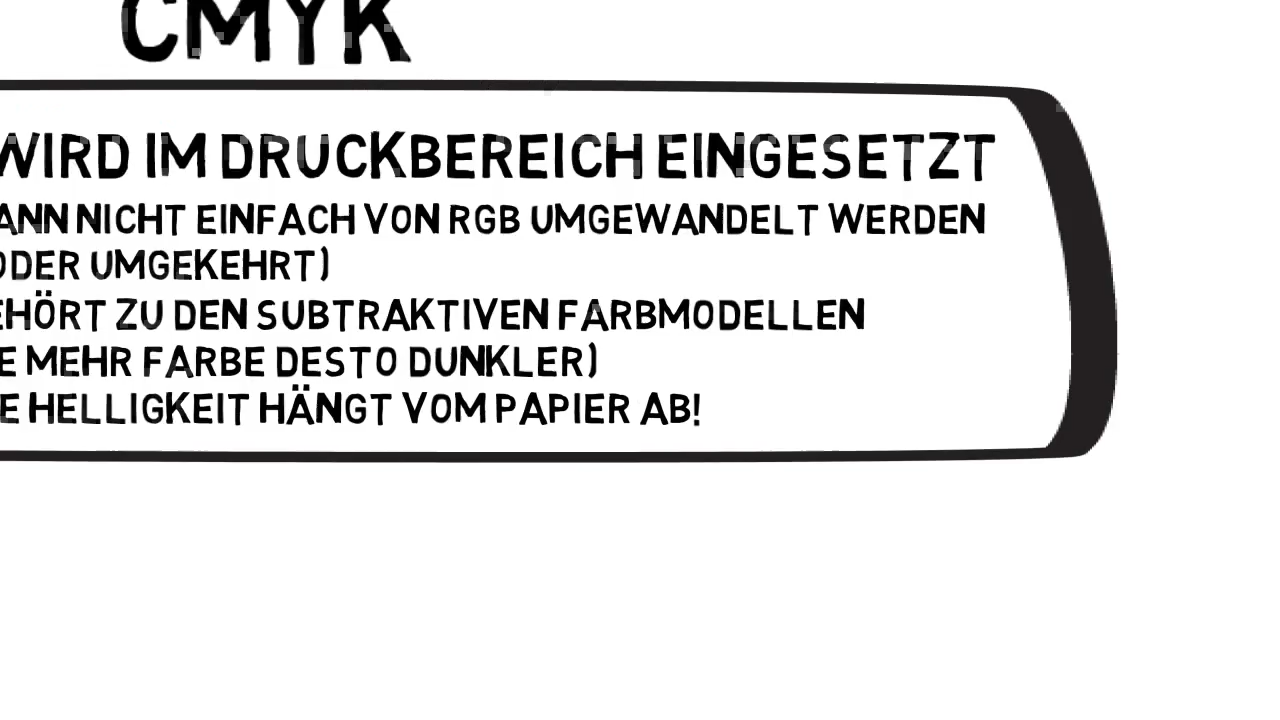 CMYK
WIRD IM DRUCKBEREICH EINGESETZT
ANN NICHT EINFACH VON RGB UMGEWANDELT WERDEN
ODER UMGEKEHRT)
EHÖRT ZU DEN SUBTRAKTIVEN FARBMODELLEN
E MEHR FARBE DESTO DUNKLER)
E HELLIGKEIT HÄNGT VOM PAPIER AB!